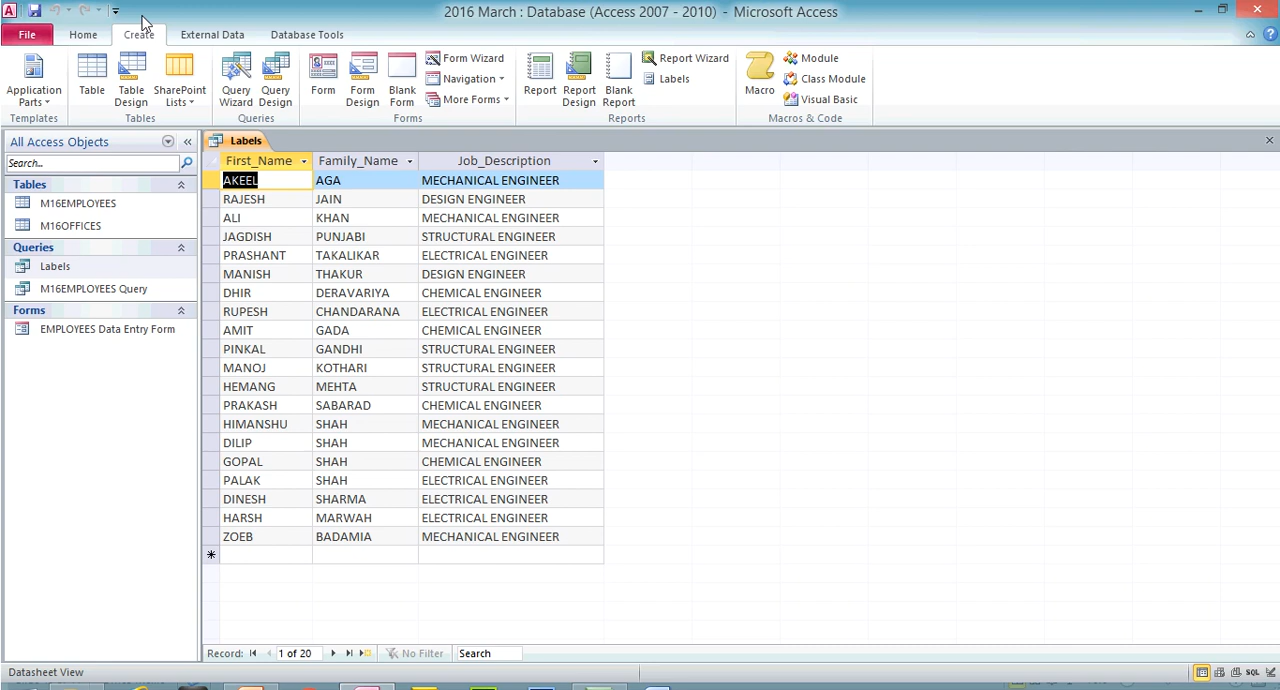 2016 March : Database (Access 2007 - 2010) - Microsoft Access
File Home Create External Data Database Tools
Application Parts Table Table Design SharePoint Lists Query Wizard Query Design Form Form Design Blank Form Form Wizard Navigation More Forms Report Report Design Blank Report Report Wizard Labels Macro Module Class Module Visual Basic
Templates Tables Queries Forms Reports Macros & Code
All Access Objects
Search...
Tables
M16EMPLOYEES
M16OFFICES
Queries
Labels
M16EMPLOYEES Query
Forms
EMPLOYEES Data Entry Form
Labels
First_Name Family_Name Job_Description
AKEEL AGA MECHANICAL ENGINEER
RAJESH JAIN DESIGN ENGINEER
ALI KHAN MECHANICAL ENGINEER
JAGDISH PUNJABI STRUCTURAL ENGINEER
PRASHANT TAKALIKAR ELECTRICAL ENGINEER
MANISH THAKUR DESIGN ENGINEER
DHIR DERAVARIYA CHEMICAL ENGINEER
RUPESH CHANDARANA ELECTRICAL ENGINEER
AMIT GADA CHEMICAL ENGINEER
PINKAL GANDHI STRUCTURAL ENGINEER
MANOJ KOTHARI STRUCTURAL ENGINEER
HEMANG MEHTA STRUCTURAL ENGINEER
PRAKASH SABARAD CHEMICAL ENGINEER
HIMANSHU SHAH MECHANICAL ENGINEER
DILIP SHAH MECHANICAL ENGINEER
GOPAL SHAH CHEMICAL ENGINEER
PALAK SHAH ELECTRICAL ENGINEER
DINESH SHARMA ELECTRICAL ENGINEER
HARSH MARWAH ELECTRICAL ENGINEER
ZOEB BADAMIA MECHANICAL ENGINEER
Record: 1 of 20 No Filter Search
Datasheet View SQL